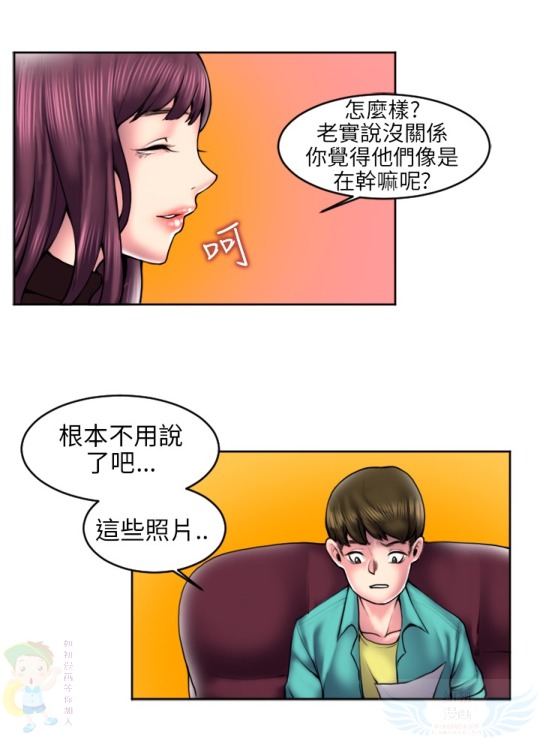 怎麼樣?
老實說沒關係
你覺得他們像是
在幹嘛呢?
呵
根本不用說
了吧...
這些照片..